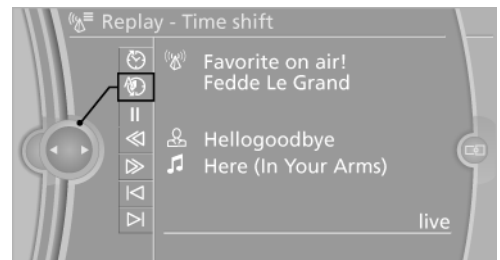 Replay - Time shift
Favorite on air!
Fedde Le Grand
Hellogoodbye
Here (In Your Arms)
live